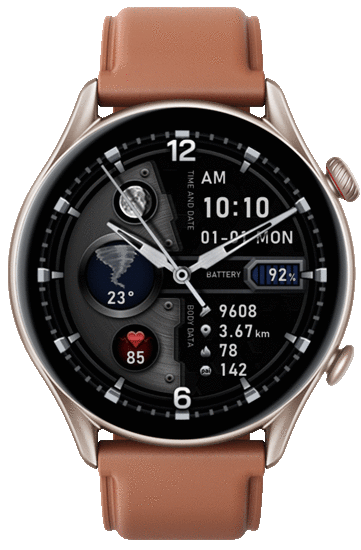 12
TIME AND DATE
AM
10:10
01-01 MON
BATTERY
92%
23°
BODY DATA
9608
3.67 km
78
85
142
6